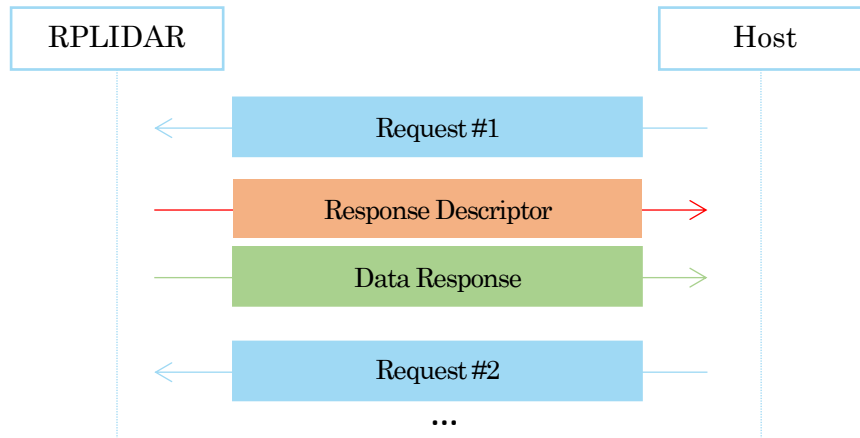 RPLIDAR
Host
Request #1
Response Descriptor
Data Response
Request #2
...